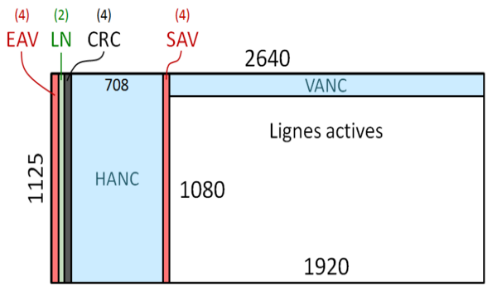 (4) (2) (4) (4)
EAV LN CRC SAV
2640
708 VANC
Lignes actives
1125
HANC
1080
1920